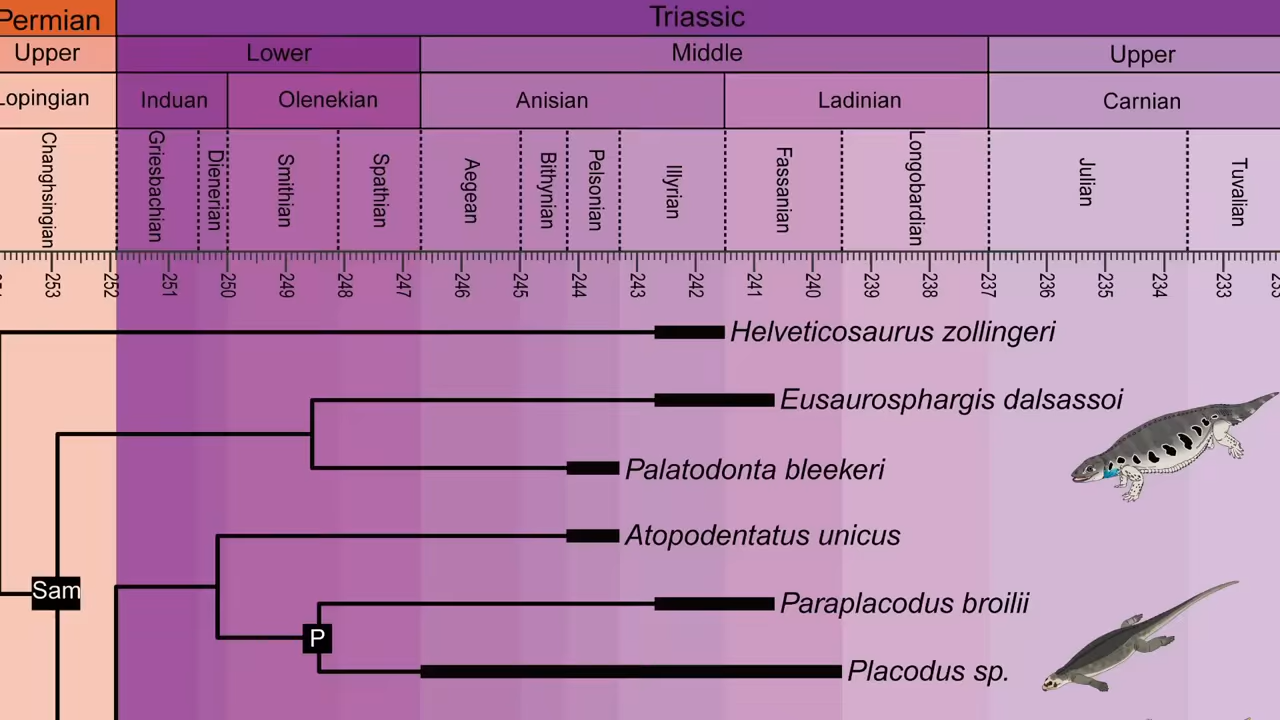 Permian
Triassic
Upper
Lower
Middle
Upper
Lopingian
Induan
Olenekian
Anisian
Ladinian
Carnian
Changhsingian
Griesbachian
Dienerian
Smithian
Spathian
Aegean
Bithynian
Pelsonian
Illyrian
Fassanian
Longobardian
Julian
Tuvalian
253
252
251
250
249
248
247
246
245
244
243
242
241
240
239
238
237
236
235
234
233
Helveticosaurus zollingeri
Eusaurosphargis dalsassoi
Palatodonta bleekeri
Atopodentatus unicus
Sam
Paraplacodus broilii
P
Placodus sp.